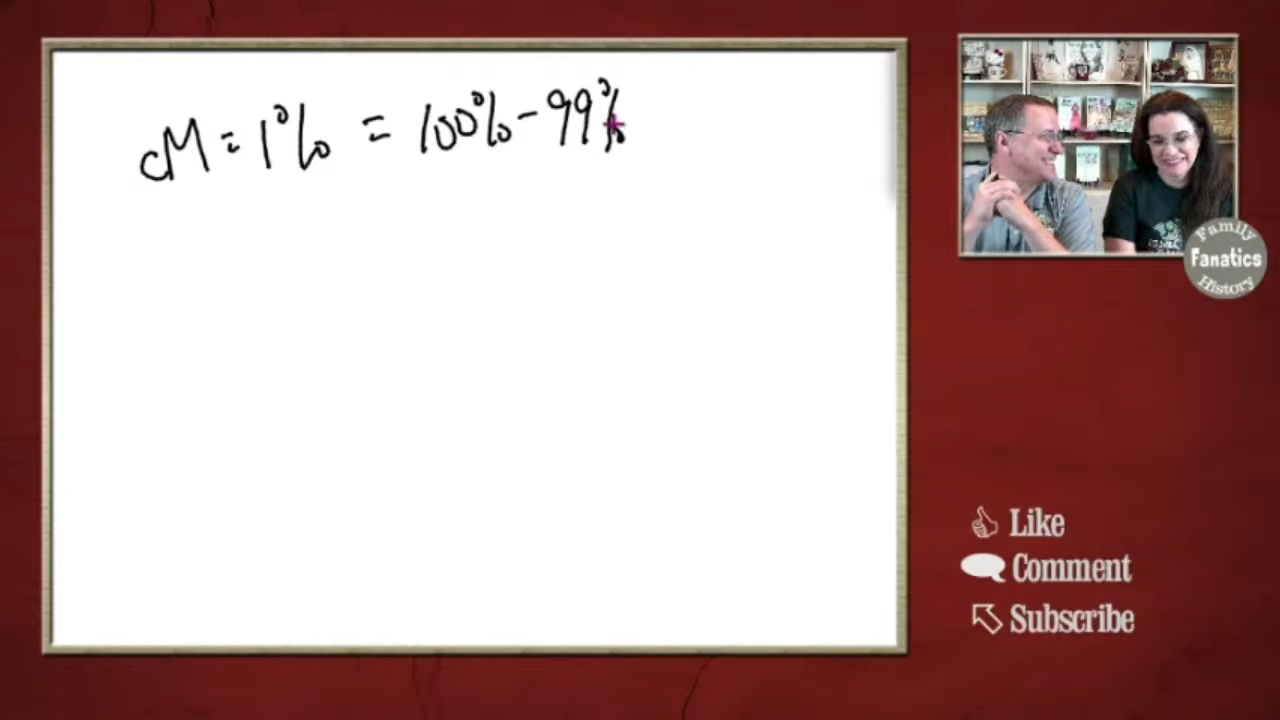 cM = 1% = 100% - 99%
Family
Fanatics
History
Like
Comment
Subscribe